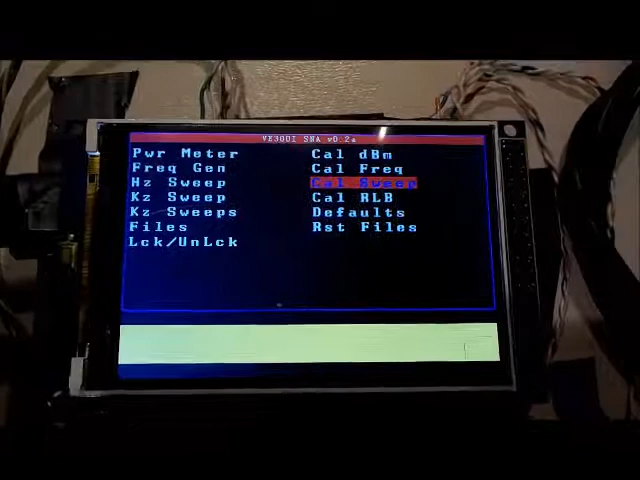 VE3OOI SNA v0.2a
Pwr Meter
Freq Gen
Hz Sweep
Kz Sweep
Kz Sweeps
Files
Lck/UnLck
Cal dBm
Cal Freq
Cal Sweep
Cal RLB
Defaults
Rst Files